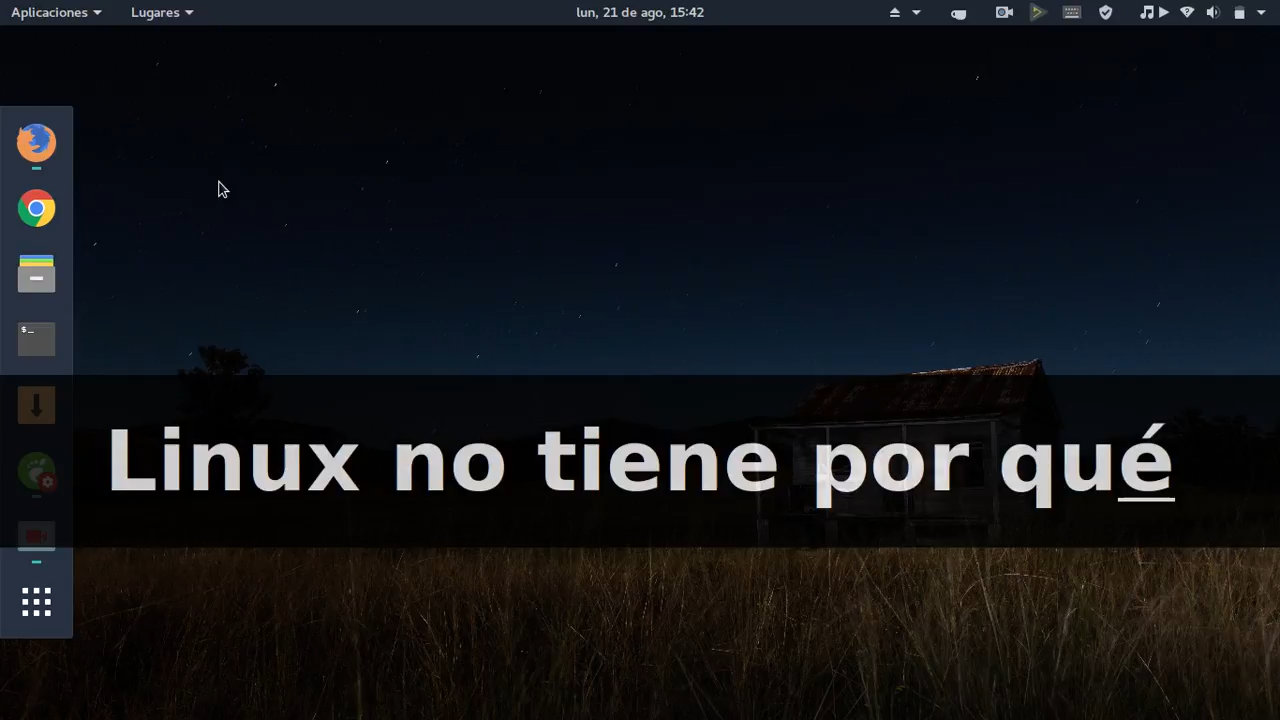 Aplicaciones Lugares lun, 21 de ago, 15:42
$_
Linux no tiene por qué